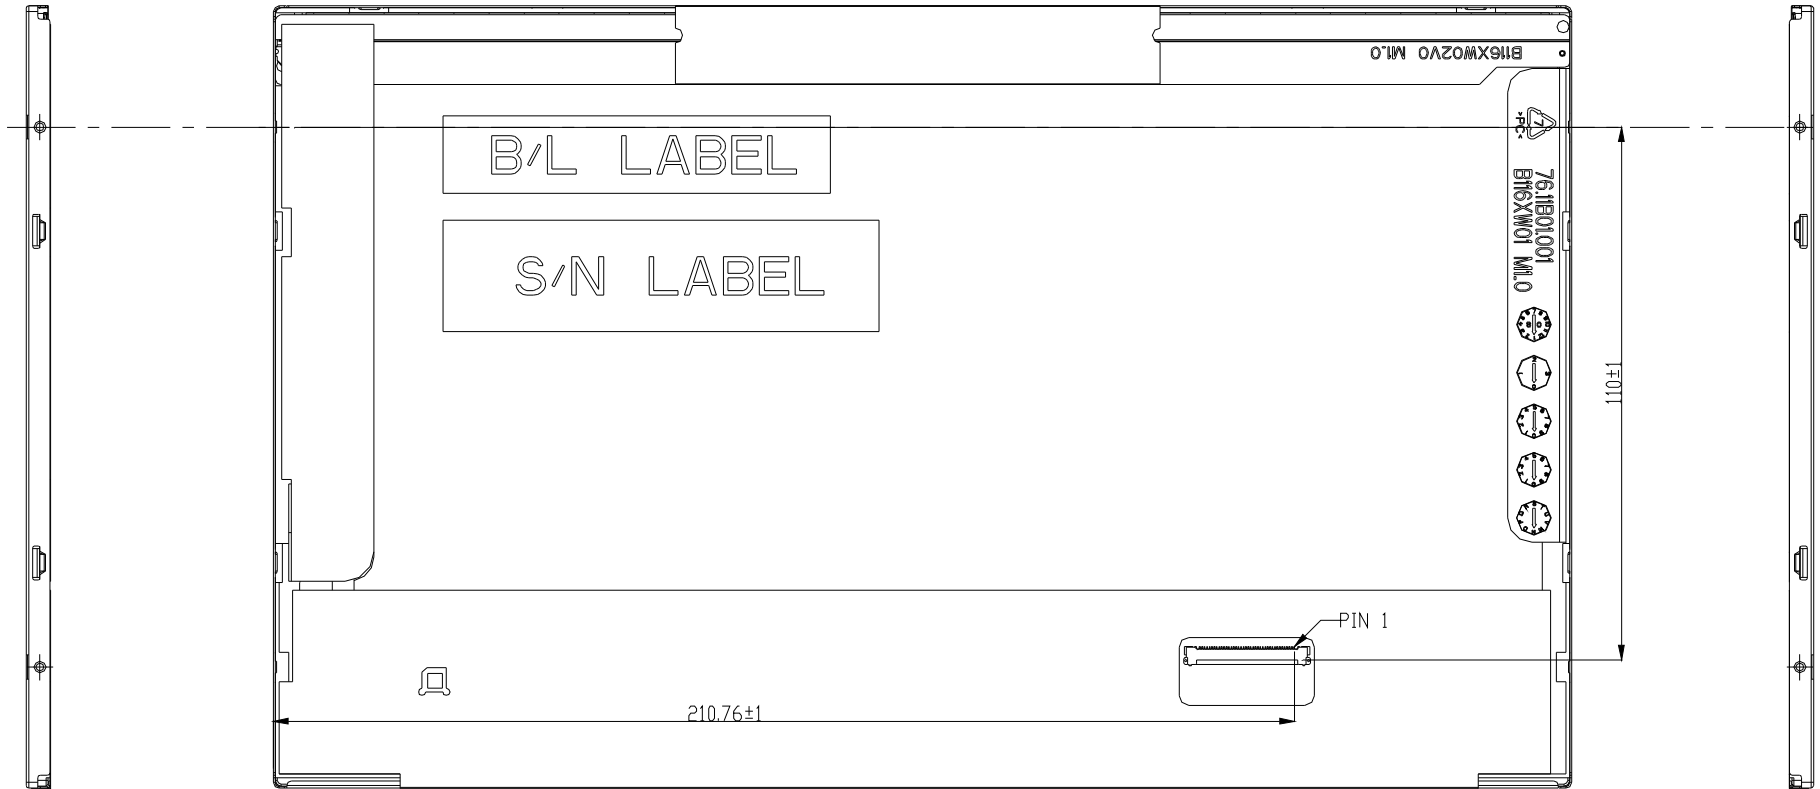 B116XW02V0 M1.0
7
>PC<
B/L LABEL
76.11B01.001
B116XW01 M1.0
S/N LABEL
110±1
PIN 1
210.76±1